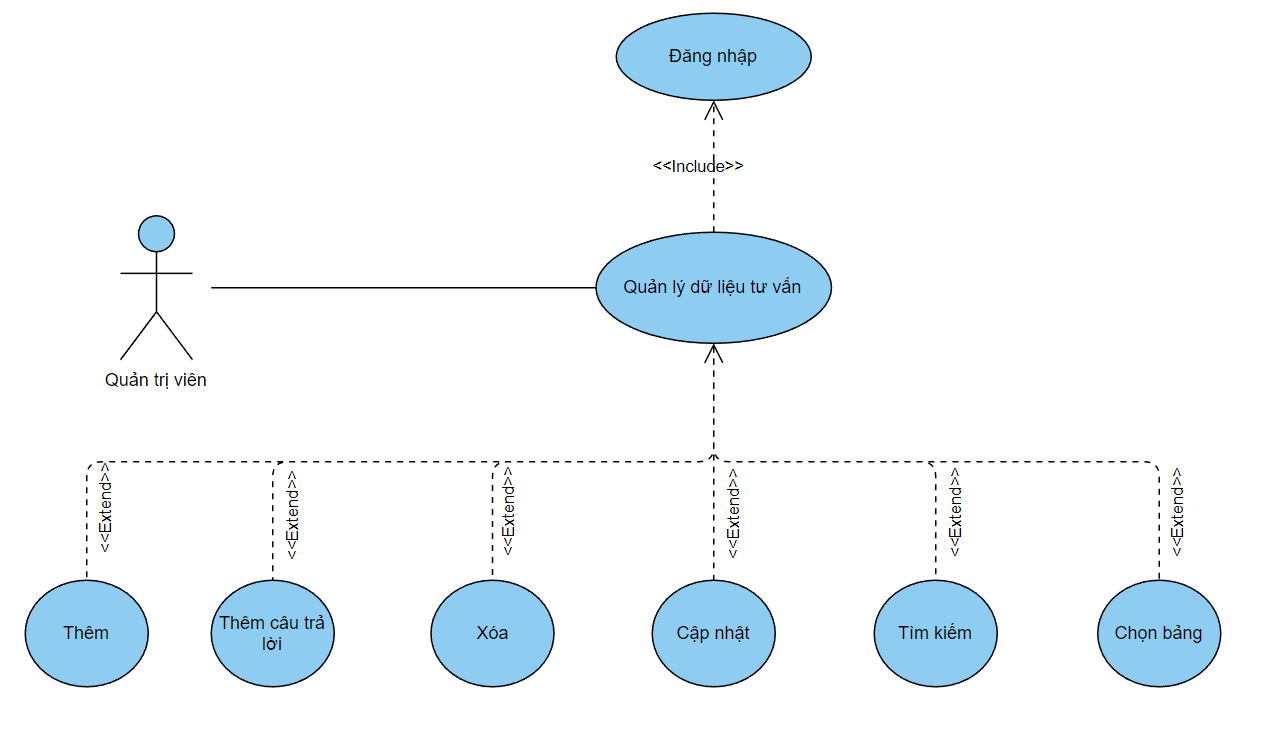 Đăng nhập
<<Include>>
Quản lý dữ liệu tư vấn
Quản trị viên
<<Extend>>
<<Extend>>
<<Extend>>
<<Extend>>
<<Extend>>
<<Extend>>
Thêm
Thêm câu trả
lời
Xóa
Cập nhật
Tìm kiếm
Chọn bảng